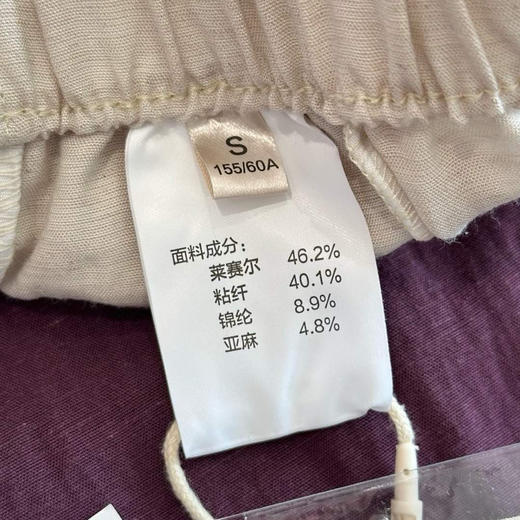 S
155/60A
面料成分:
莱赛尔 46.2%
粘纤 40.1%
锦纶 8.9%
亚麻 4.8%